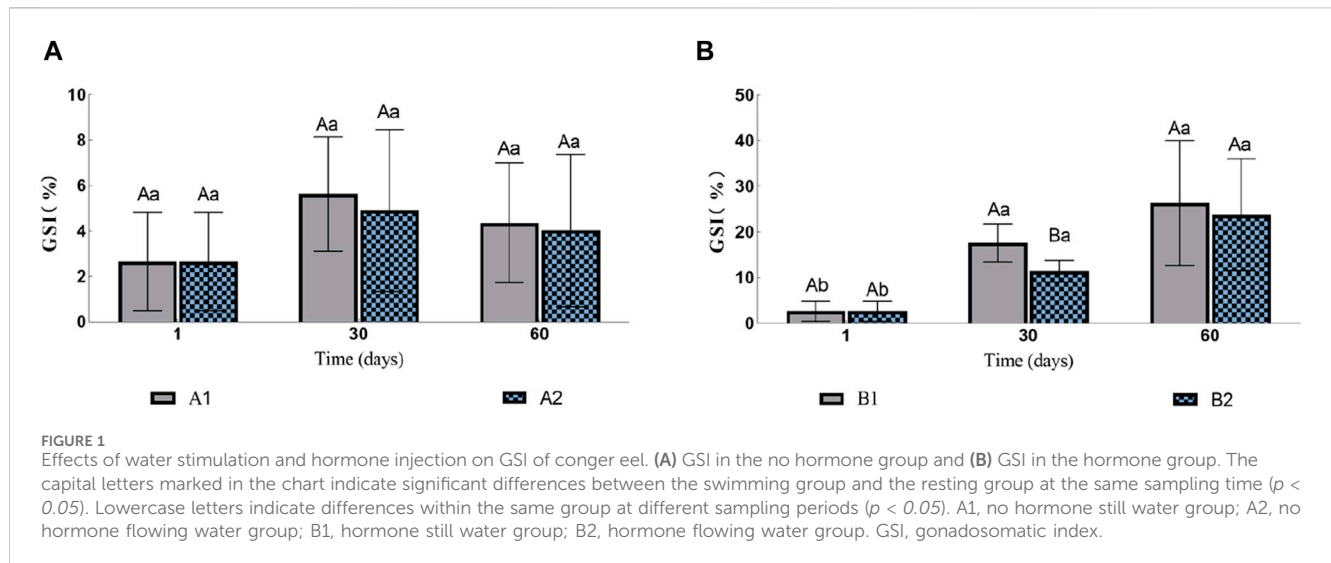 A
B
10
8
6
4
2
0
GSI( %)
Aa
Aa
Aa
Aa
Aa
Aa
1
30
60
Time (days)
A1
A2
50
40
30
20
10
0
GSI( %)
Ab
Ab
Aa
Ba
Aa
Aa
1
30
60
Time (days)
B1
B2
FIGURE 1
Effects of water stimulation and hormone injection on GSI of conger eel. (A) GSI in the no hormone group and (B) GSI in the hormone group. The
capital letters marked in the chart indicate significant differences between the swimming group and the resting group at the same sampling time (p <
0.05). Lowercase letters indicate differences within the same group at different sampling periods (p < 0.05). A1, no hormone still water group; A2, no
hormone flowing water group; B1, hormone still water group; B2, hormone flowing water group. GSI, gonadosomatic index.